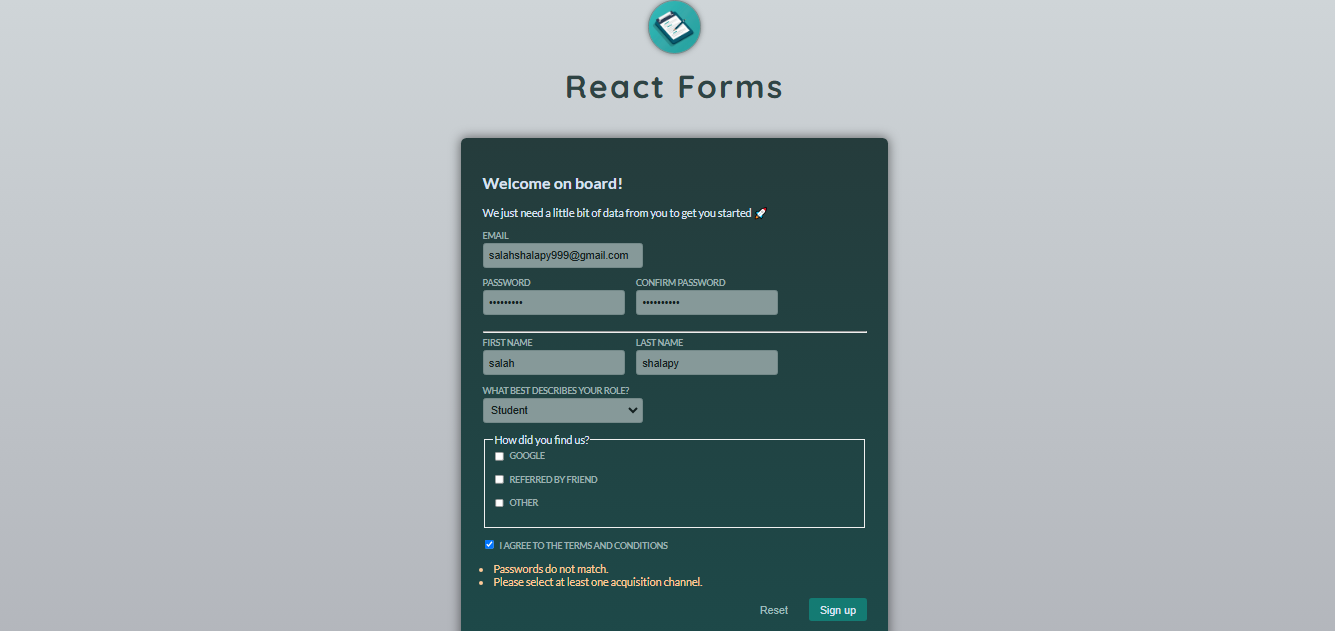 React Forms
Welcome on board!
We just need a little bit of data from you to get you started 🚀
EMAIL
salahshalapy999@gmail.com
PASSWORD CONFIRM PASSWORD
••••••••• ••••••••••
FIRST NAME LAST NAME
salah shalapy
WHAT BEST DESCRIBES YOUR ROLE?
Student
How did you find us?
GOOGLE
REFERRED BY FRIEND
OTHER
I AGREE TO THE TERMS AND CONDITIONS
Passwords do not match.
Please select at least one acquisition channel.
Reset Sign up